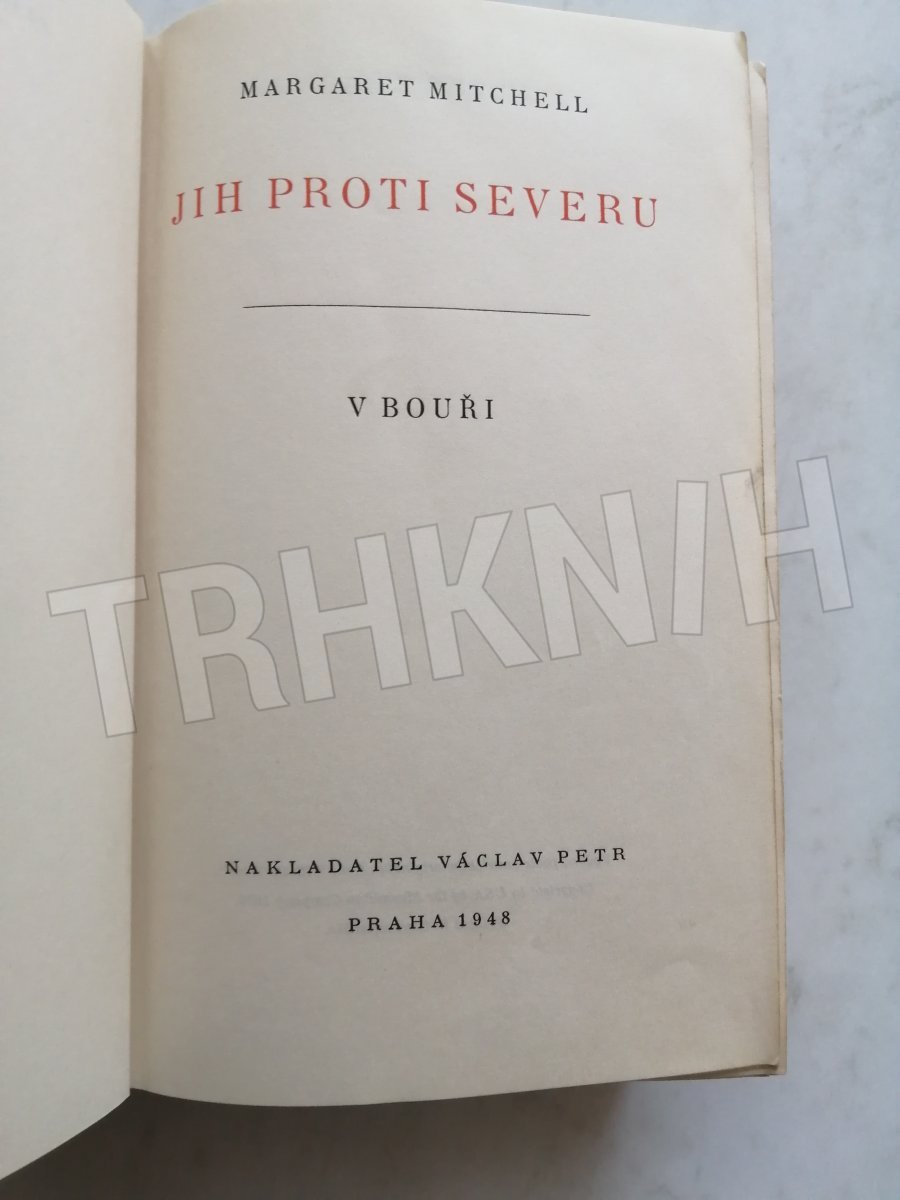 MARGARET MITCHELL
JIH PROTI SEVERU
V BOUŘI
TRHKNIH
NAKLADATEL VÁCLAV PETR
PRAHA 1948